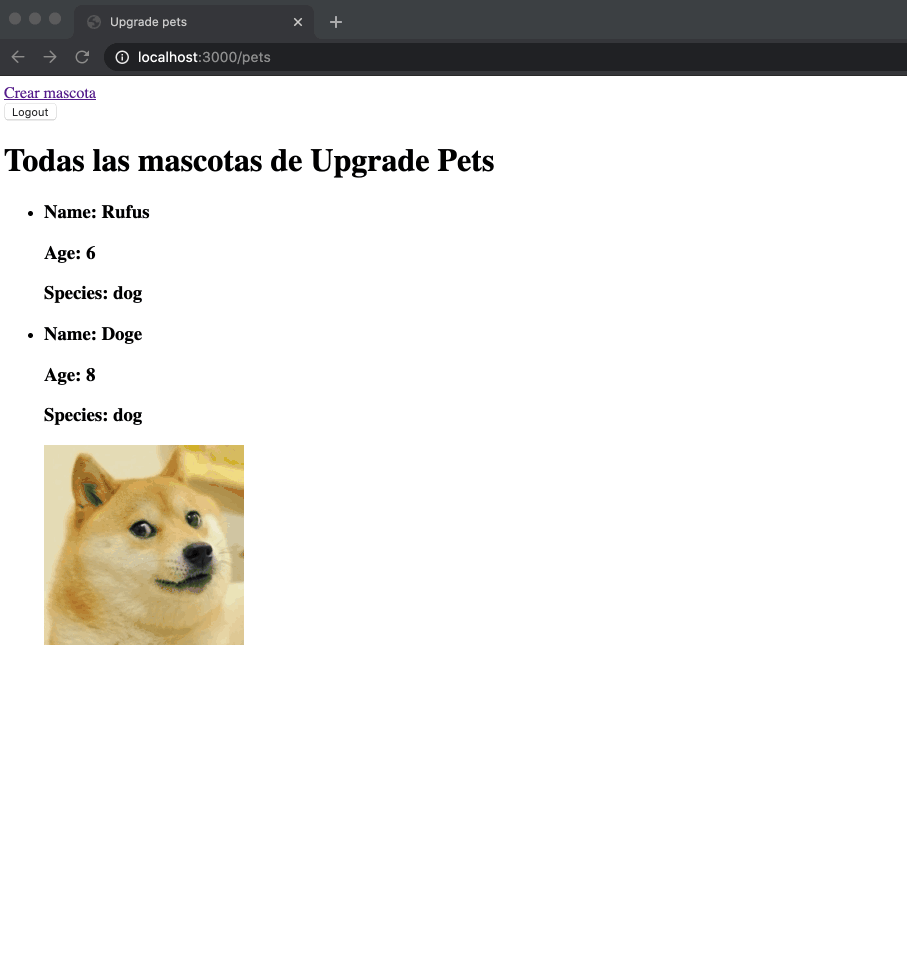 Upgrade pets
localhost:3000/pets
Crear mascota
Logout
Todas las mascotas de Upgrade Pets
Name: Rufus
Age: 6
Species: dog
Name: Doge
Age: 8
Species: dog